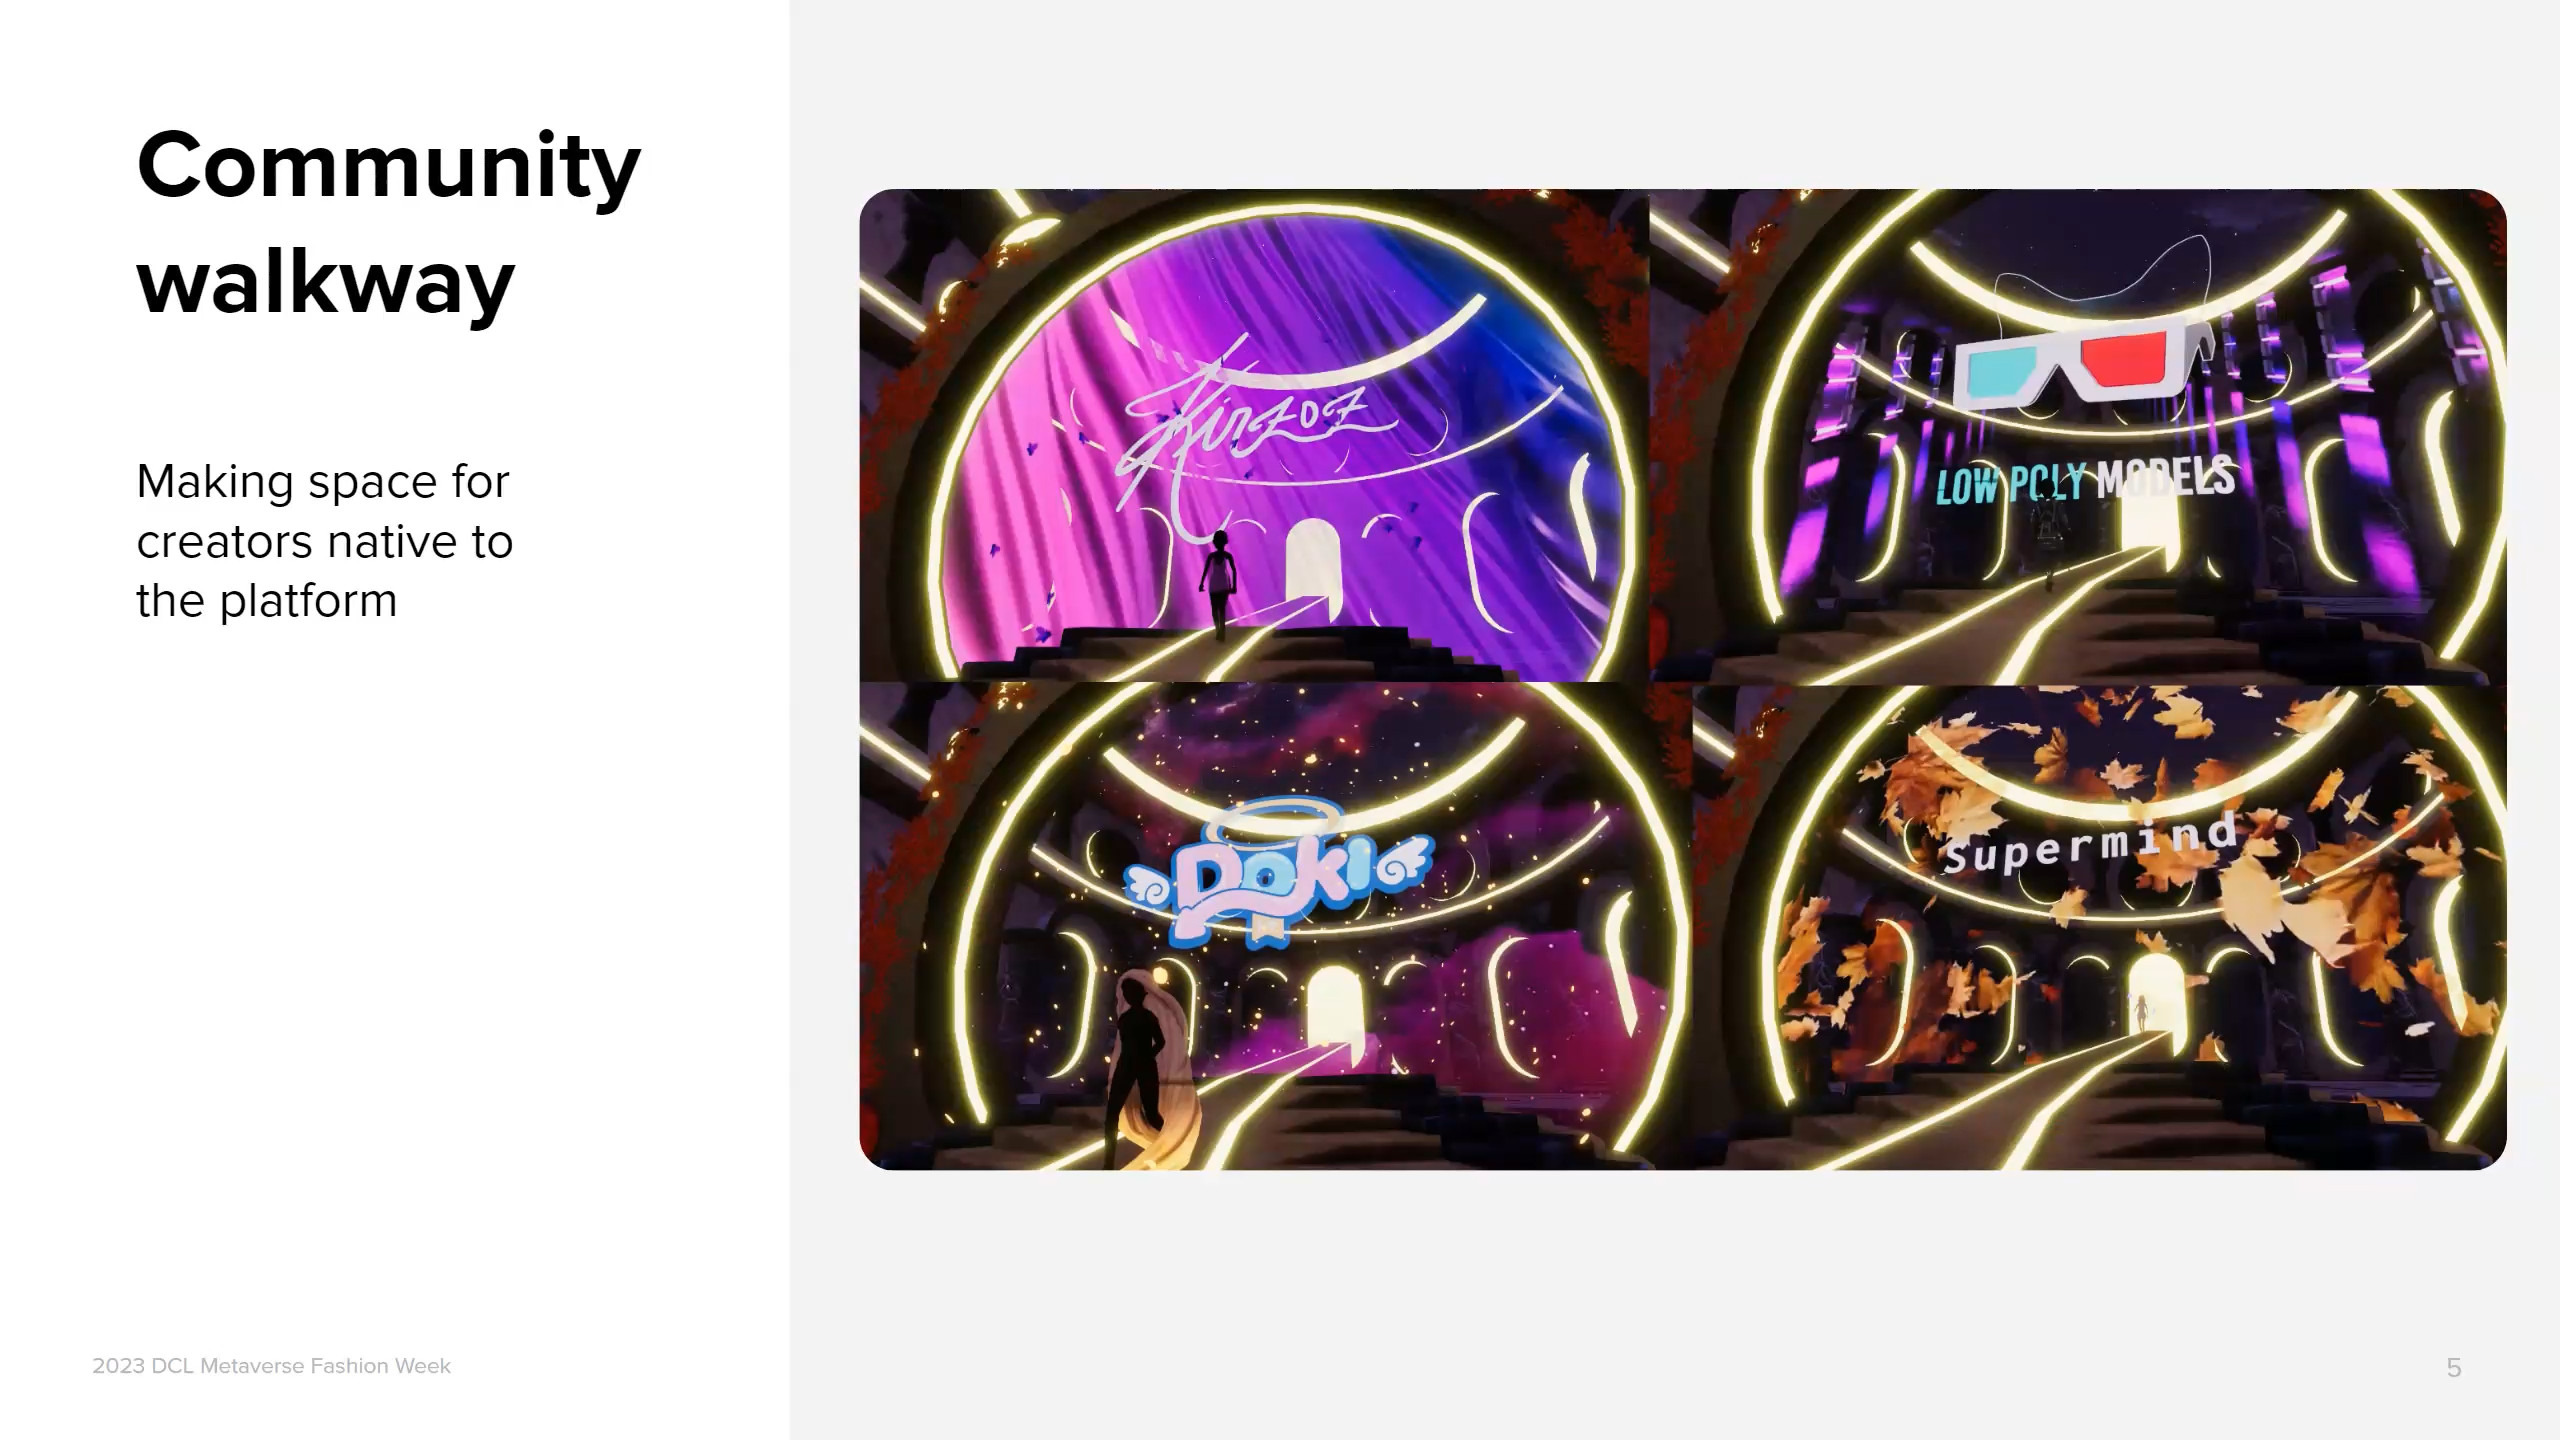 Community
walkway
Making space for
creators native to
the platform
Kirzoz
LOW POLY MODELS
DOKI
Supermind
2023 DCL Metaverse Fashion Week
5